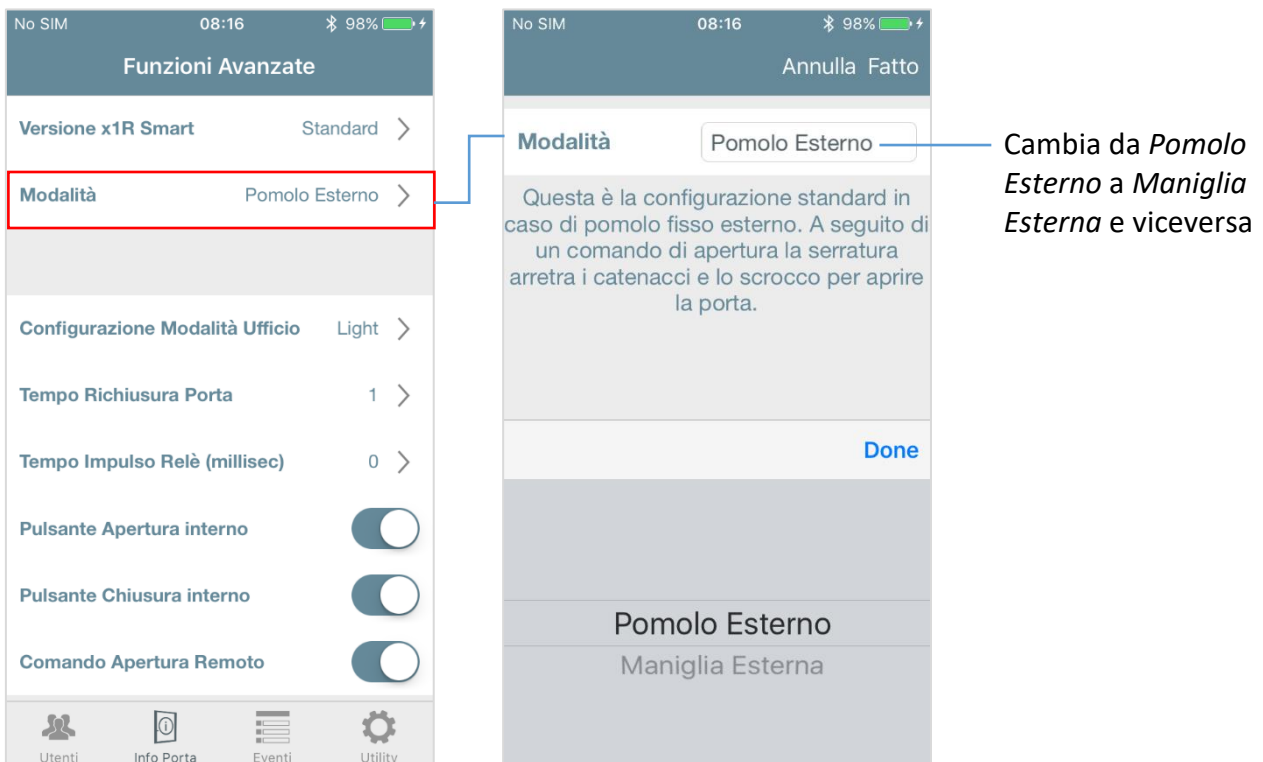 No SIM 08:16 98%
Funzioni Avanzate
Versione x1R Smart Standard
Modalità Pomolo Esterno
Configurazione Modalità Ufficio Light
Tempo Richiusura Porta 1
Tempo Impulso Relè (millisec) 0
Pulsante Apertura interno
Pulsante Chiusura interno
Comando Apertura Remoto
Utenti Info Porta Eventi Utility
No SIM 08:16 98%
Annulla Fatto
Modalità Pomolo Esterno
Questa è la configurazione standard in
caso di pomolo fisso esterno. A seguito di
un comando di apertura la serratura
arretra i catenacci e lo scrocco per aprire
la porta.
Done
Pomolo Esterno
Maniglia Esterna
Cambia da Pomolo
Esterno a Maniglia
Esterna e viceversa